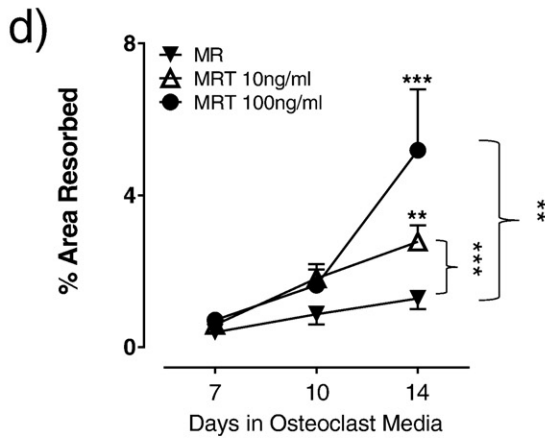 d)
8
MR
MRT 10ng/ml
MRT 100ng/ml
***
% Area Resorbed
4
**
***
**
0
7 10 14
Days in Osteoclast Media